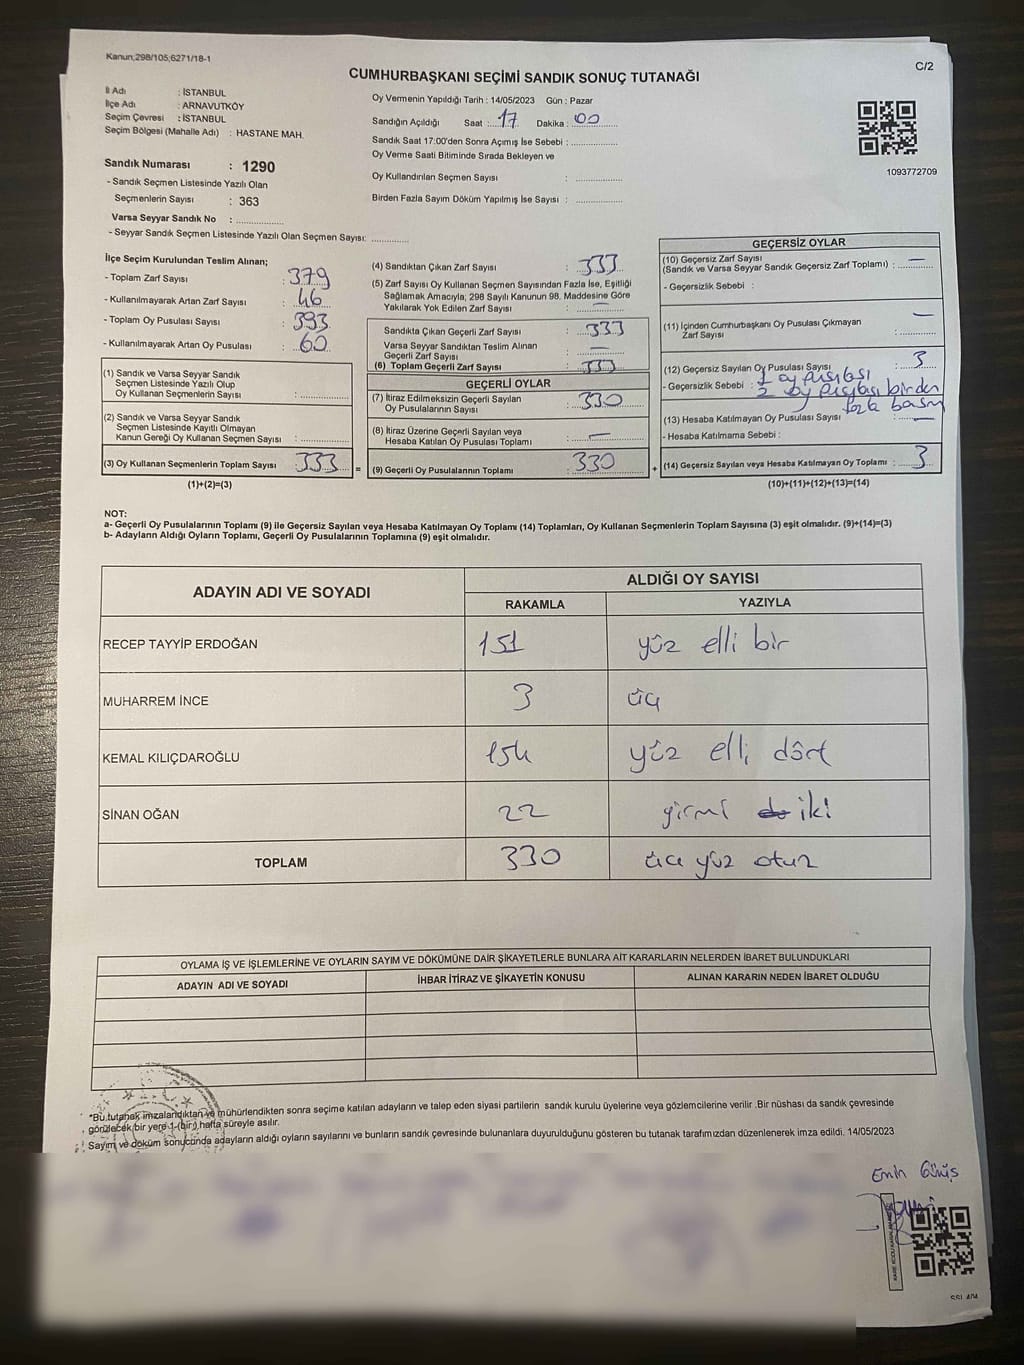 Kanun;298/105;6271/18-1
C/2
CUMHURBAŞKANI SEÇİMİ SANDIK SONUÇ TUTANAĞI
İl Adı : İSTANBUL
İlçe Adı : ARNAVUTKÖY
Seçim Çevresi : İSTANBUL
Seçim Bölgesi (Mahalle Adı) : HASTANE MAH.
Sandık Numarası : 1290
- Sandık Seçmen Listesinde Yazılı Olan
Seçmenlerin Sayısı : 363
Varsa Seyyar Sandık No :
- Seyyar Sandık Seçmen Listesinde Yazılı Olan Seçmen Sayısı:
Oy Vermenin Yapıldığı Tarih : 14/05/2023 Gün : Pazar
Sandığın Açıldığı Saat : 17 Dakika : 00
Sandık Saat 17:00'den Sonra Açımış İse Sebebi :
Oy Verme Saati Bitiminde Sırada Bekleyen ve
Oy Kullandırılan Seçmen Sayısı :
Birden Fazla Sayım Döküm Yapılmış İse Sayısı :
1093772709
İlçe Seçim Kurulundan Teslim Alınan;
- Toplam Zarf Sayısı : 379
- Kullanılmayarak Artan Zarf Sayısı : 46
- Toplam Oy Pusulası Sayısı : 393
- Kullanılmayarak Artan Oy Pusulası : 60
(1) Sandık ve Varsa Seyyar Sandık
Seçmen Listesinde Yazılı Olup
Oy Kullanan Seçmenlerin Sayısı :
(2) Sandık ve Varsa Seyyar Sandık
Seçmen Listesinde Kayıtlı Olmayan
Kanun Gereği Oy Kullanan Seçmen Sayısı :
(3) Oy Kullanan Seçmenlerin Toplam Sayısı 333 =
(1)+(2)=(3)
(4) Sandıktan Çıkan Zarf Sayısı : 333
(5) Zarf Sayısı Oy Kullanan Seçmen Sayısından Fazla İse, Eşitliği
Sağlamak Amacıyla, 298 Sayılı Kanunun 98. Maddesine Göre
Yakılarak Yok Edilen Zarf Sayısı : —
Sandıkta Çıkan Geçerli Zarf Sayısı : 333
Varsa Seyyar Sandıktan Teslim Alınan
Geçerli Zarf Sayısı : —
(6) Toplam Geçerli Zarf Sayısı : 333
GEÇERLİ OYLAR
(7) İtiraz Edilmeksizin Geçerli Sayılan
Oy Pusulalarının Sayısı : 330
(8) İtiraz Üzerine Geçerli Sayılan veya
Hesaba Katılan Oy Pusulası Toplamı : —
(9) Geçerli Oy Pusulalarının Toplamı : 330 +
GEÇERSİZ OYLAR
(10) Geçersiz Zarf Sayısı
(Sandık ve Varsa Seyyar Sandık Geçersiz Zarf Toplamı) : —
- Geçersizlik Sebebi :
(11) İçinden Cumhurbaşkanı Oy Pusulası Çıkmayan
Zarf Sayısı : —
(12) Geçersiz Sayılan Oy Pusulası Sayısı : 3
- Geçersizlik Sebebi : 1 oy pusulası
2 oy pusulası birden
fazla basım
(13) Hesaba Katılmayan Oy Pusulası Sayısı : —
- Hesaba Katılmama Sebebi :
(14) Geçersiz Sayılan veya Hesaba Katılmayan Oy Toplamı : 3
(10)+(11)+(12)+(13)=(14)
NOT:
a- Geçerli Oy Pusulalarının Toplamı (9) ile Geçersiz Sayılan veya Hesaba Katılmayan Oy Toplamı (14) Toplamları, Oy Kullanan Seçmenlerin Toplam Sayısına (3) eşit olmalıdır. (9)+(14)=(3)
b- Adayların Aldığı Oyların Toplamı, Geçerli Oy Pusulalarının Toplamına (9) eşit olmalıdır.
ADAYIN ADI VE SOYADI
ALDIĞI OY SAYISI
RAKAMLA YAZIYLA
RECEP TAYYİP ERDOĞAN 151 yüz elli bir
MUHARREM İNCE 3 üç
KEMAL KILIÇDAROĞLU 154 yüz elli dört
SİNAN OĞAN 22 yirmi iki
TOPLAM 330 üç yüz otuz
OYLAMA İŞ VE İŞLEMLERİNE VE OYLARIN SAYIM VE DÖKÜMÜNE DAİR ŞİKAYETLERLE BUNLARA AİT KARARLARIN NELERDEN İBARET BULUNDUKLARI
ADAYIN ADI VE SOYADI İHBAR İTİRAZ VE ŞİKAYETİN KONUSU ALINAN KARARIN NEDEN İBARET OLDUĞU
*Bu tutanak imzalandıktan ve mühürlendikten sonra seçime katılan adayların ve talep eden siyasi partilerin sandık kurulu üyelerine veya gözlemcilerine verilir .Bir nüshası da sandık çevresinde
görülecek bir yere 1 (bir) hafta süreyle asılır.
Sayım ve döküm sonucunda adayların aldığı oyların sayılarını ve bunların sandık çevresinde bulunanlara duyurulduğunu gösteren bu tutanak tarafımızdan düzenlenerek imza edildi. 14/05/2023
Emin Gümüş